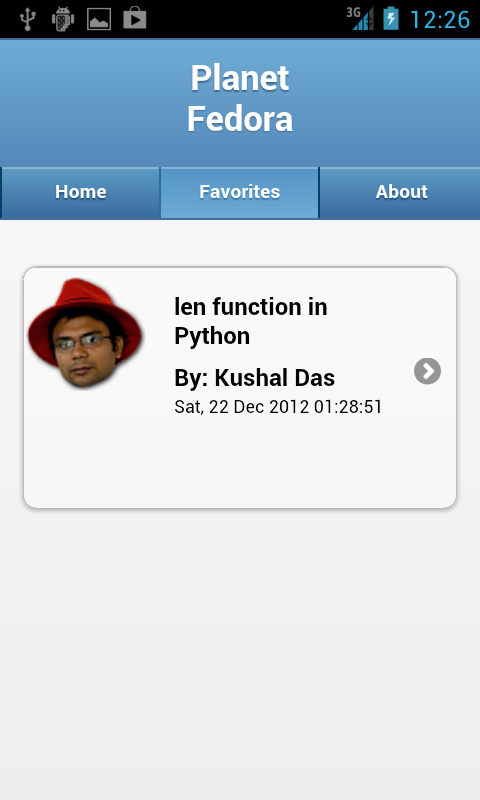 3G 12:26
Planet
Fedora
Home Favorites About
len function in
Python
By: Kushal Das
Sat, 22 Dec 2012 01:28:51